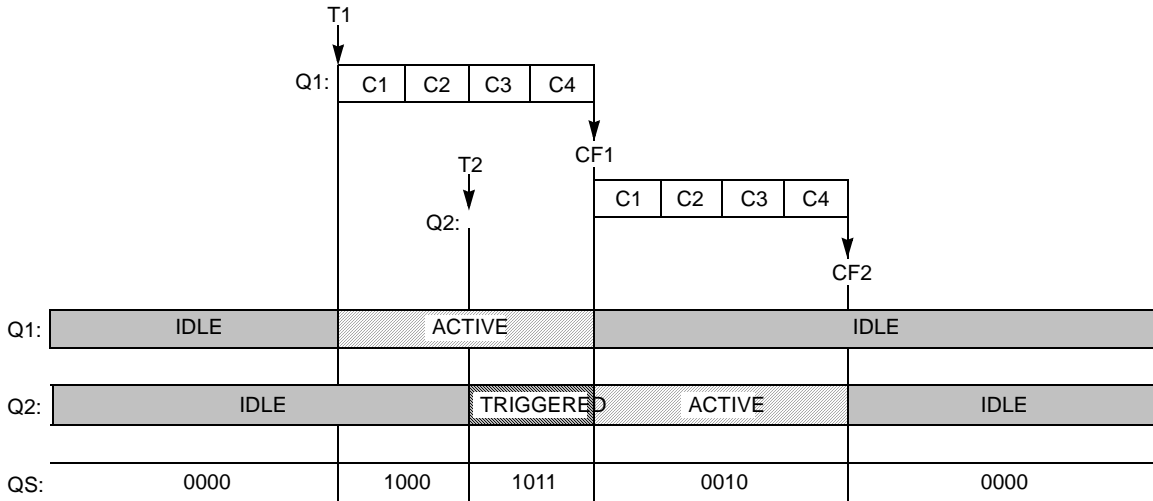 T1
Q1: C1 C2 C3 C4
CF1
T2
C1 C2 C3 C4
Q2:
CF2
Q1: IDLE ACTIVE IDLE
Q2: IDLE TRIGGERED ACTIVE IDLE
QS: 0000 1000 1011 0010 0000